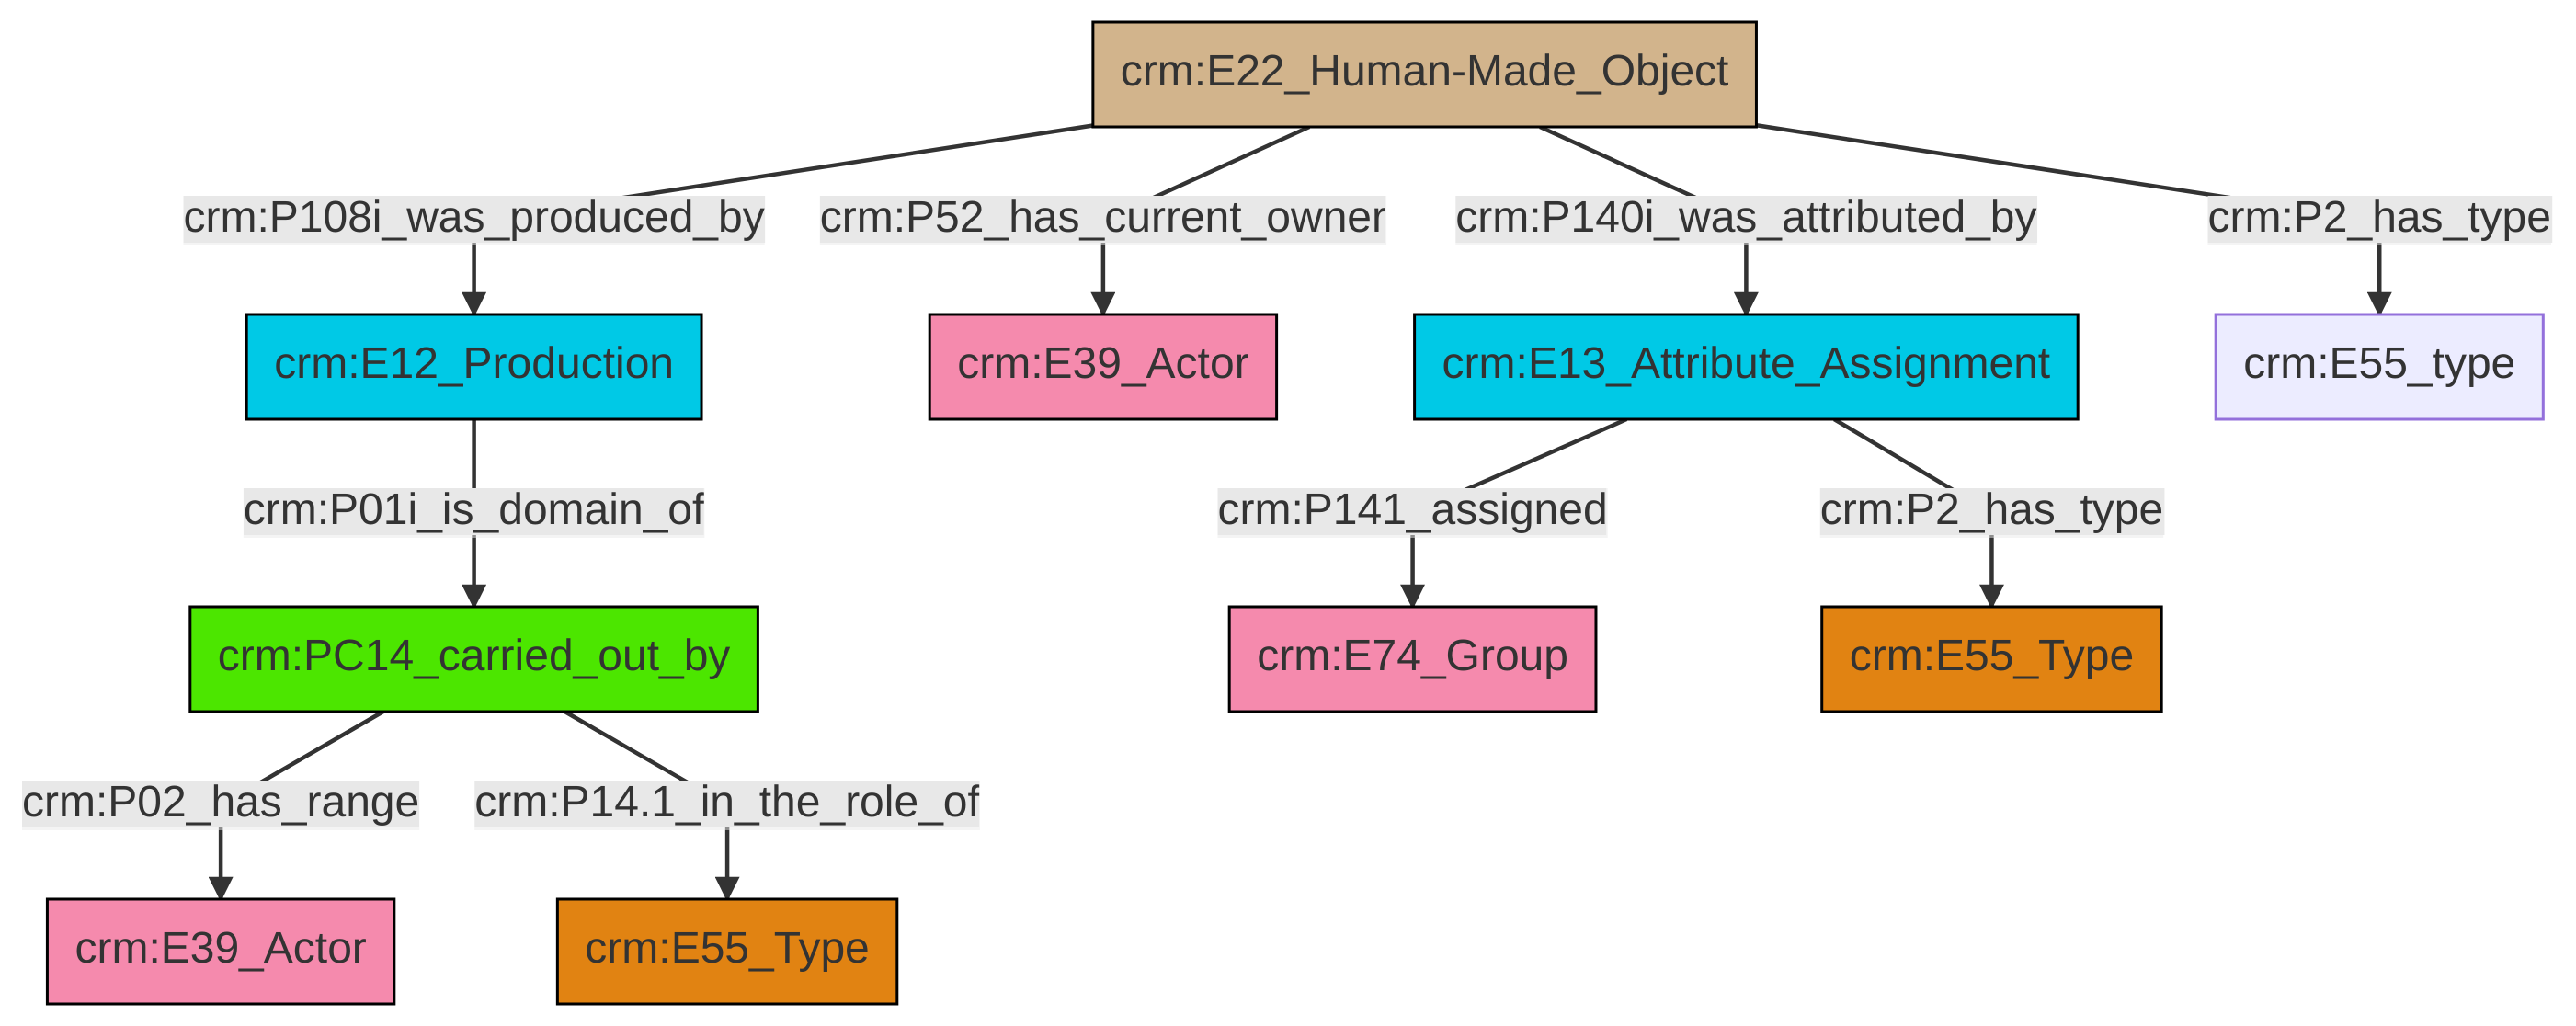 crm:E22_Human-Made_Object
crm:P108i_was_produced_by
crm:P52_has_current_owner
crm:P140i_was_attributed_by
crm:P2_has_type
crm:E12_Production
crm:E39_Actor
crm:E13_Attribute_Assignment
crm:E55_type
crm:P01i_is_domain_of
crm:P141_assigned
crm:P2_has_type
crm:PC14_carried_out_by
crm:E74_Group
crm:E55_Type
crm:P02_has_range
crm:P14.1_in_the_role_of
crm:E39_Actor
crm:E55_Type